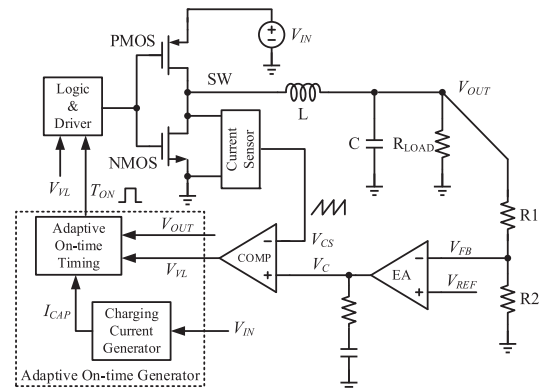 PMOS
V_IN
SW
V_OUT
Logic &
Driver
L
NMOS
Current
Sensor
C
R_LOAD
V_VL
T_ON
R1
Adaptive
On-time
Timing
V_OUT
V_VL
COMP
V_CS
V_C
EA
V_FB
V_REF
R2
I_CAP
Charging
Current
Generator
V_IN
Adaptive On-time Generator